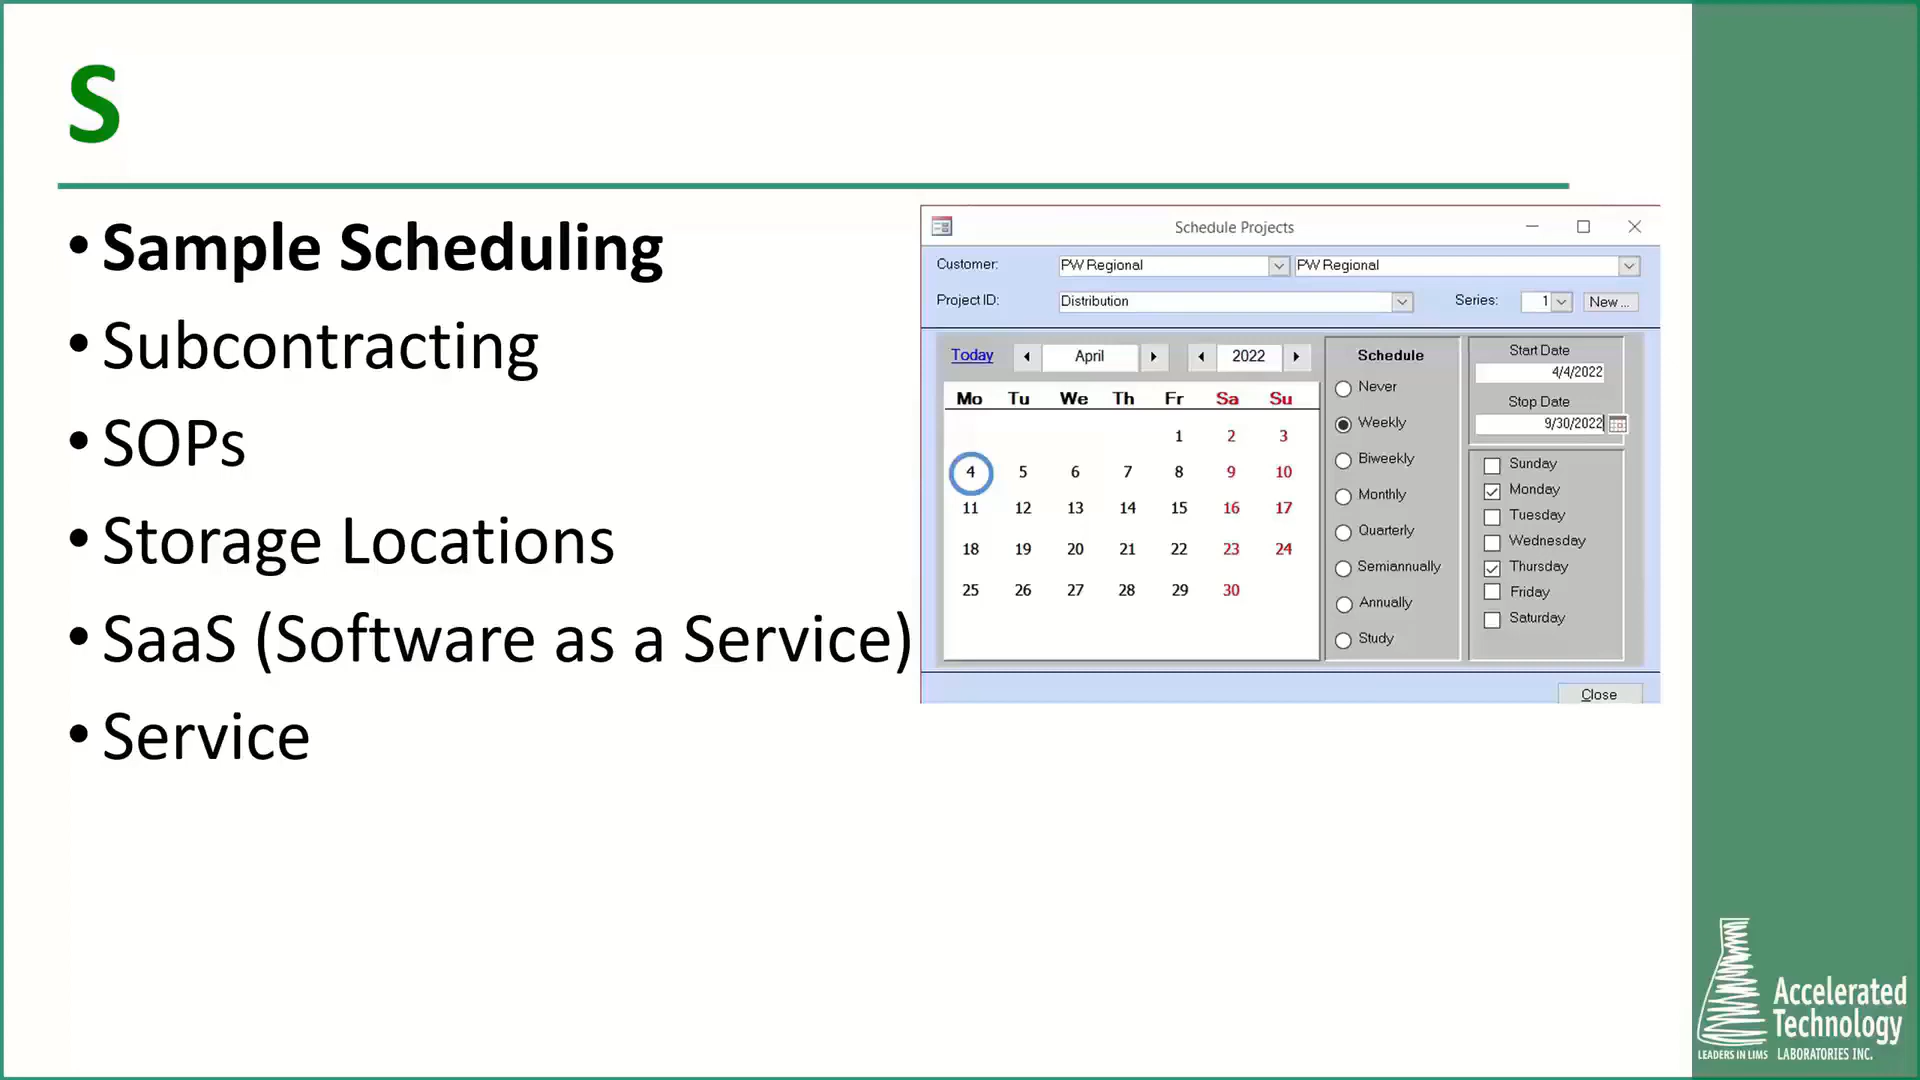 S
• Sample Scheduling
• Subcontracting
• SOPs
• Storage Locations
• SaaS (Software as a Service)
• Service
Schedule Projects
Customer: PW Regional PW Regional
Project ID: Distribution Series: 1 New ...
Today April 2022
Mo Tu We Th Fr Sa Su
1 2 3
4 5 6 7 8 9 10
11 12 13 14 15 16 17
18 19 20 21 22 23 24
25 26 27 28 29 30
Schedule
Never
Weekly
Biweekly
Monthly
Quarterly
Semiannually
Annually
Study
Start Date
4/4/2022
Stop Date
9/30/2022
Sunday
Monday
Tuesday
Wednesday
Thursday
Friday
Saturday
Close
Accelerated
Technology
LEADERS IN LIMS LABORATORIES INC.